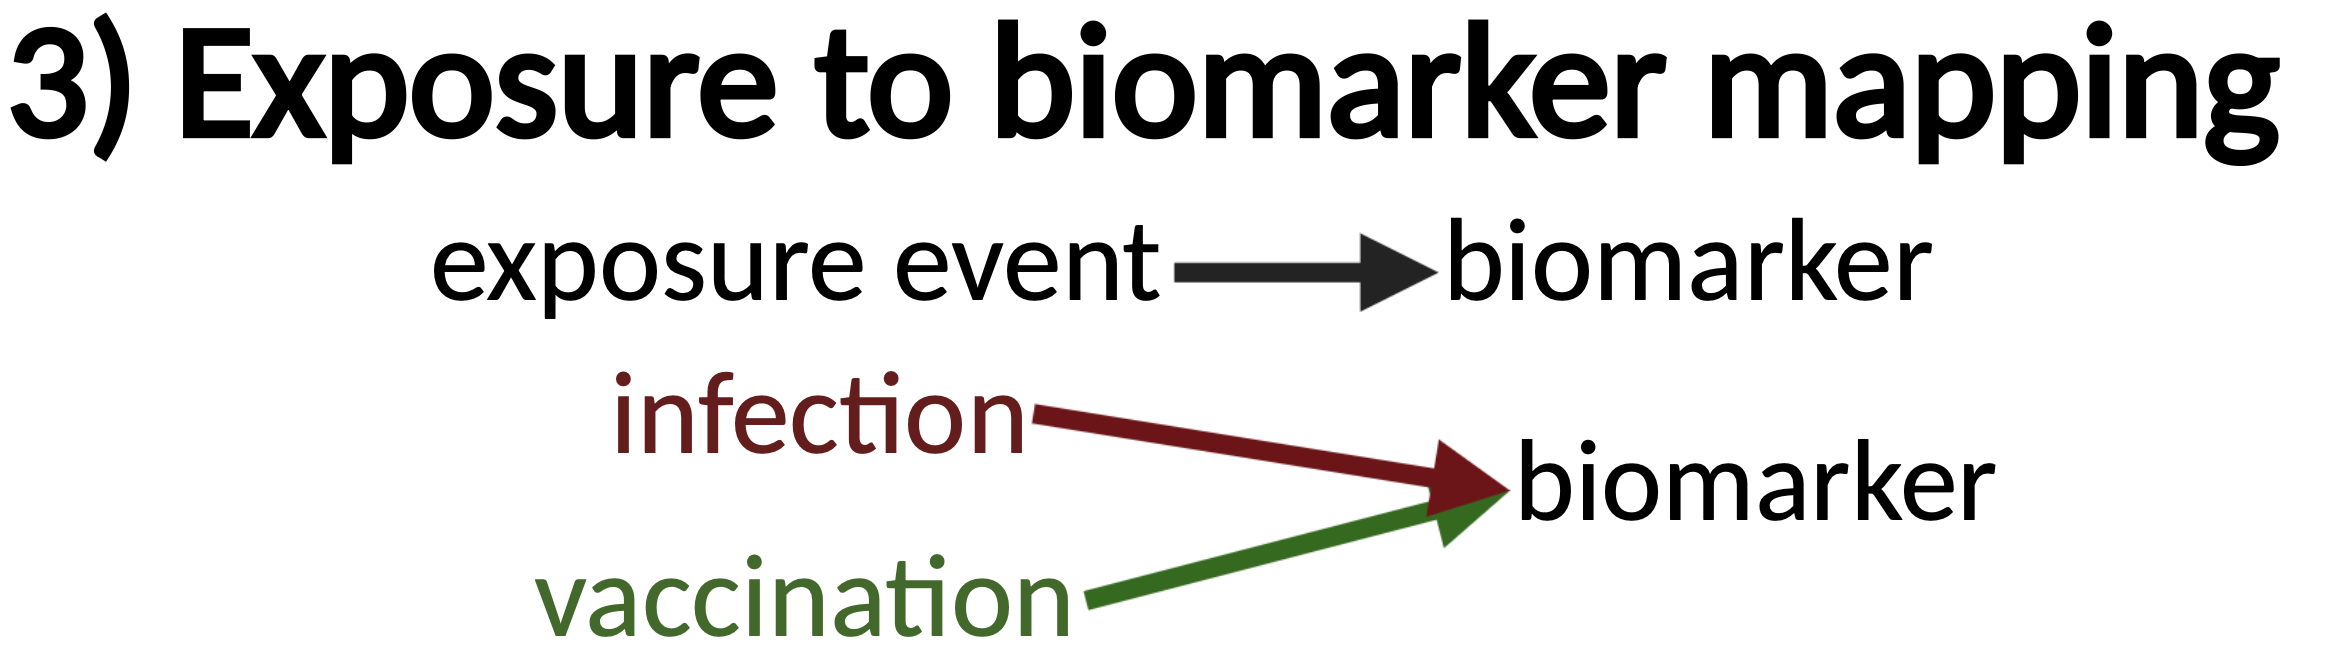 3) Exposure to biomarker mapping
exposure event biomarker
infection
biomarker
vaccination